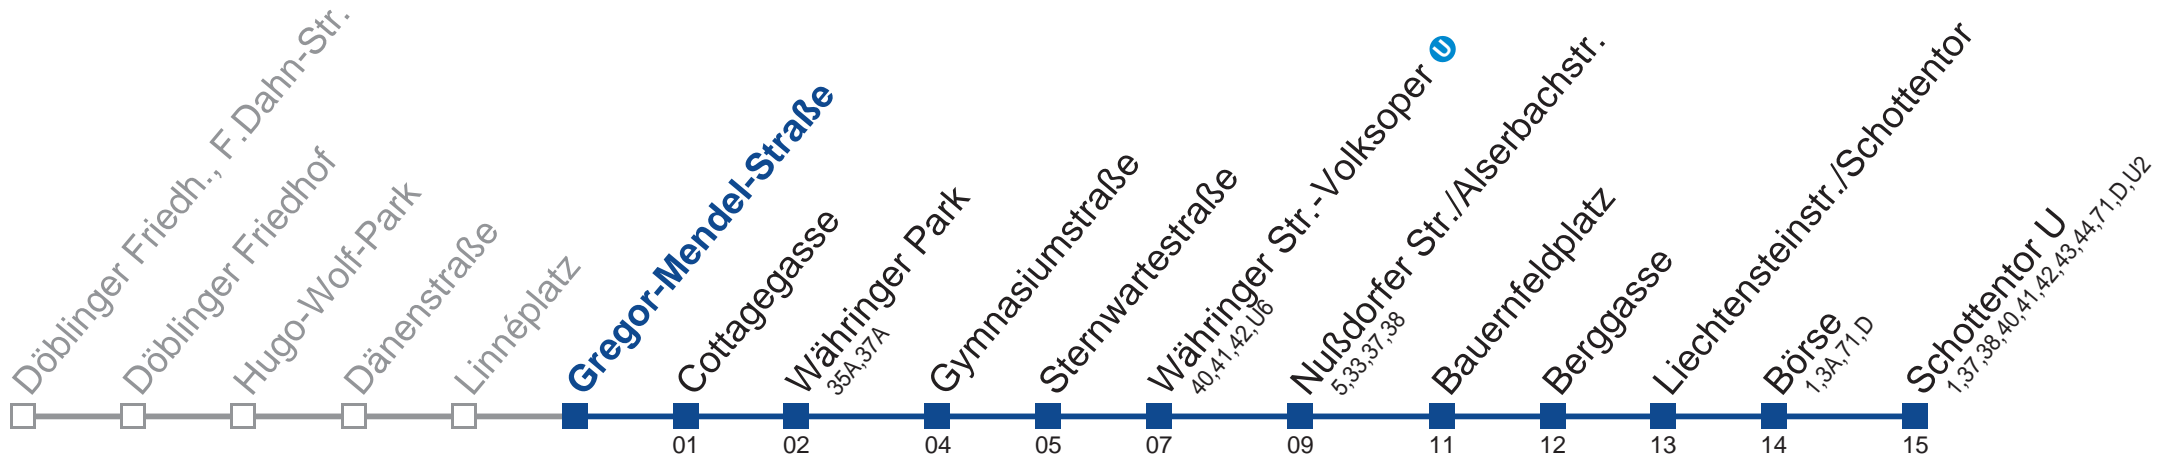 Döblinger Friedh., F.Dahn-Str.
Döblinger Friedhof
Hugo-Wolf-Park
Dänenstraße
Linnéplatz
Gregor-Mendel-Straße
Cottagegasse
01
Währinger Park
35A,37A
02
Gymnasiumstraße
04
Sternwartestraße
05
Währinger Str.-Volksoper U
40,41,42,U6
07
Nußdorfer Str./Alserbachstr.
5,33,37,38
09
Bauernfeldplatz
11
Berggasse
12
Liechtensteinstr./Schottentor
13
Börse
1,3A,71,D
14
Schottentor U
1,37,38,40,41,42,43,44,71,D,U2
15